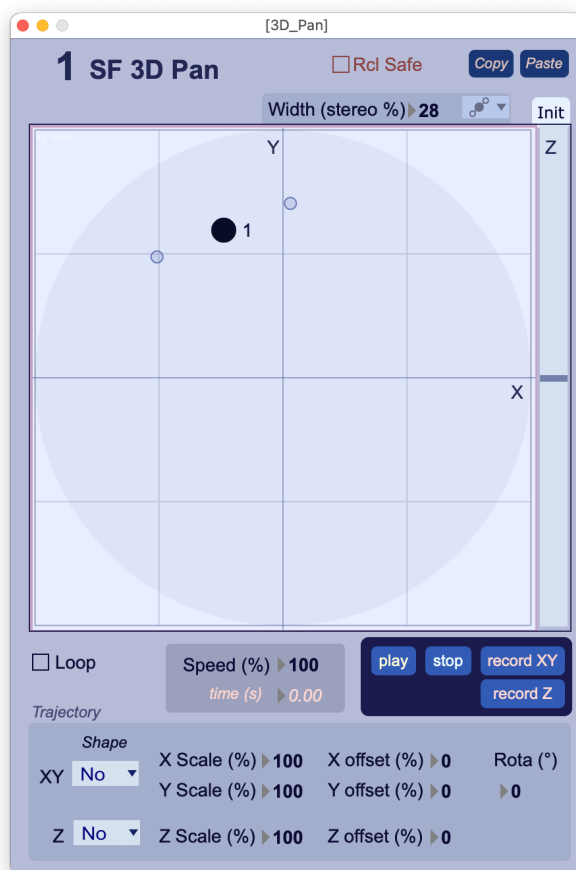 [3D_Pan]
1 SF 3D Pan
Rcl Safe
Copy
Paste
Width (stereo %) 28
Init
Y
Z
1
X
Loop
Speed (%) 100
time (s) 0.00
play
stop
record XY
record Z
Trajectory
Shape
XY No
X Scale (%) 100
X offset (%) 0
Rota (°)
Y Scale (%) 100
Y offset (%) 0
0
Z No
Z Scale (%) 100
Z offset (%) 0